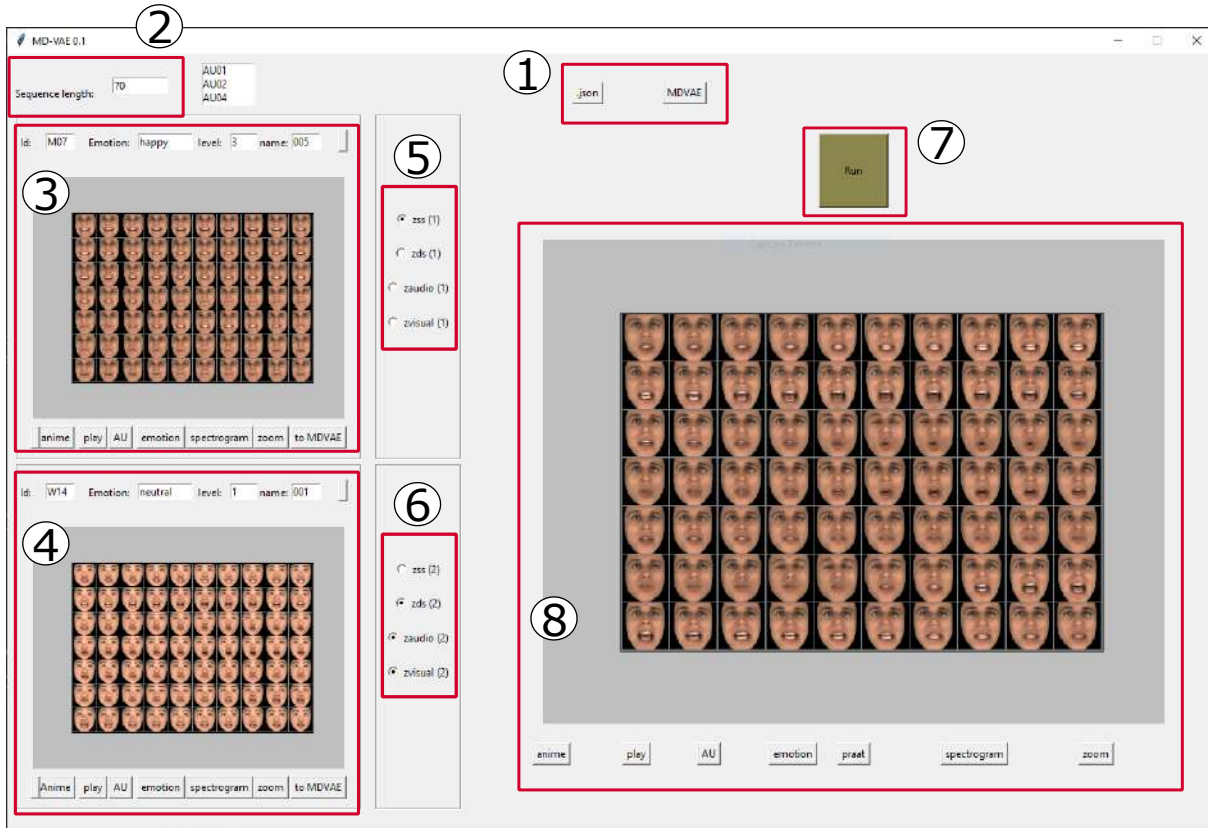 ②
MD-VAE 0.1
①
Sequence length: 70
AU01
AU02
AU04
.json MDVAE
Id: M07 Emotion: happy level: 3 name: 005
③
⑤
zss (1)
zds (1)
zaudio (1)
zvisual (1)
anime play AU emotion spectrogram zoom to MDVAE
Id: W14 Emotion: neutral level: 1 name: 001
④
⑥
zss (2)
zds (2)
zaudio (2)
zvisual (2)
Anime play AU emotion spectrogram zoom to MDVAE
⑦
Run
⑧
anime play AU emotion praat spectrogram zoom